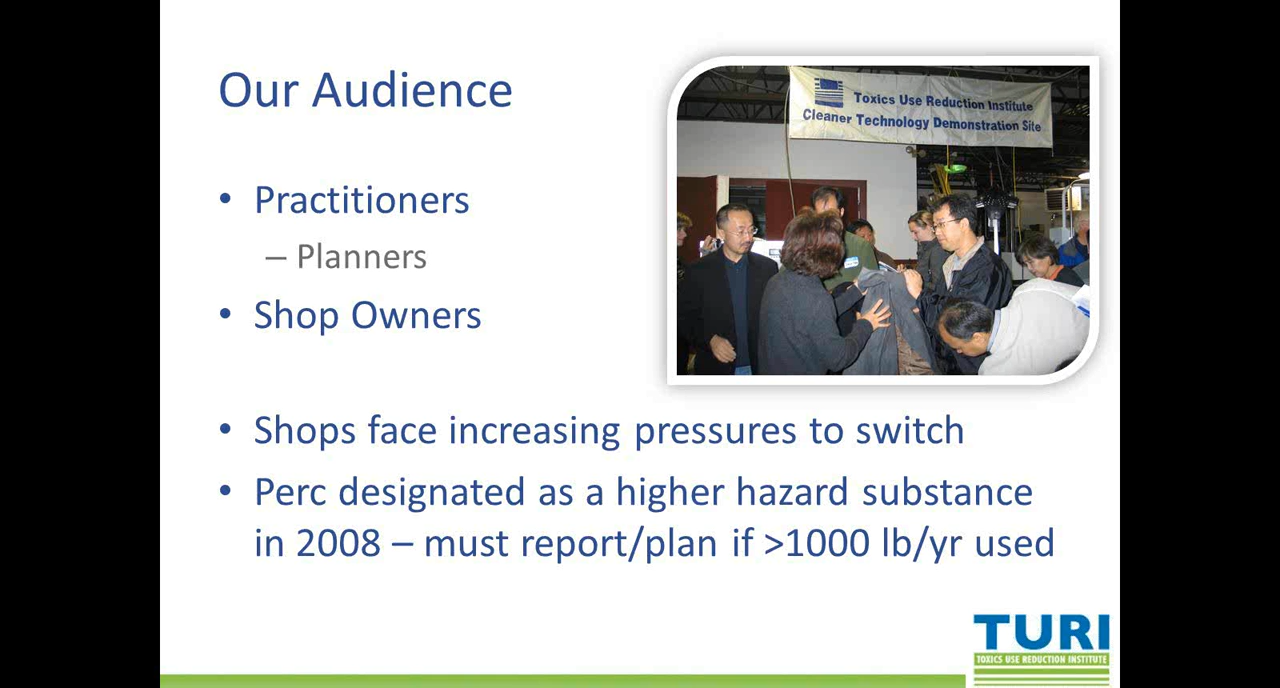 Our Audience
• Practitioners
– Planners
• Shop Owners
Toxics Use Reduction Institute
Cleaner Technology Demonstration Site
• Shops face increasing pressures to switch
• Perc designated as a higher hazard substance
in 2008 – must report/plan if >1000 lb/yr used
TURI
TOXICS USE REDUCTION INSTITUTE